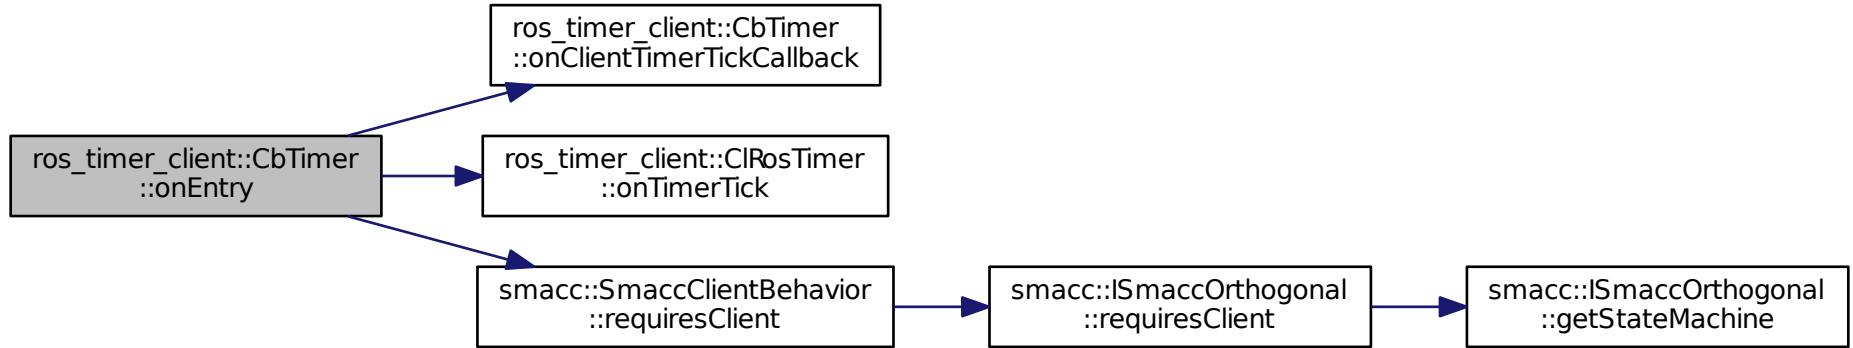 ros_timer_client::CbTimer
::onClientTimerTickCallback
ros_timer_client::CbTimer
::onEntry
ros_timer_client::ClRosTimer
::onTimerTick
smacc::SmaccClientBehavior
::requiresClient
smacc::ISmaccOrthogonal
::requiresClient
smacc::ISmaccOrthogonal
::getStateMachine